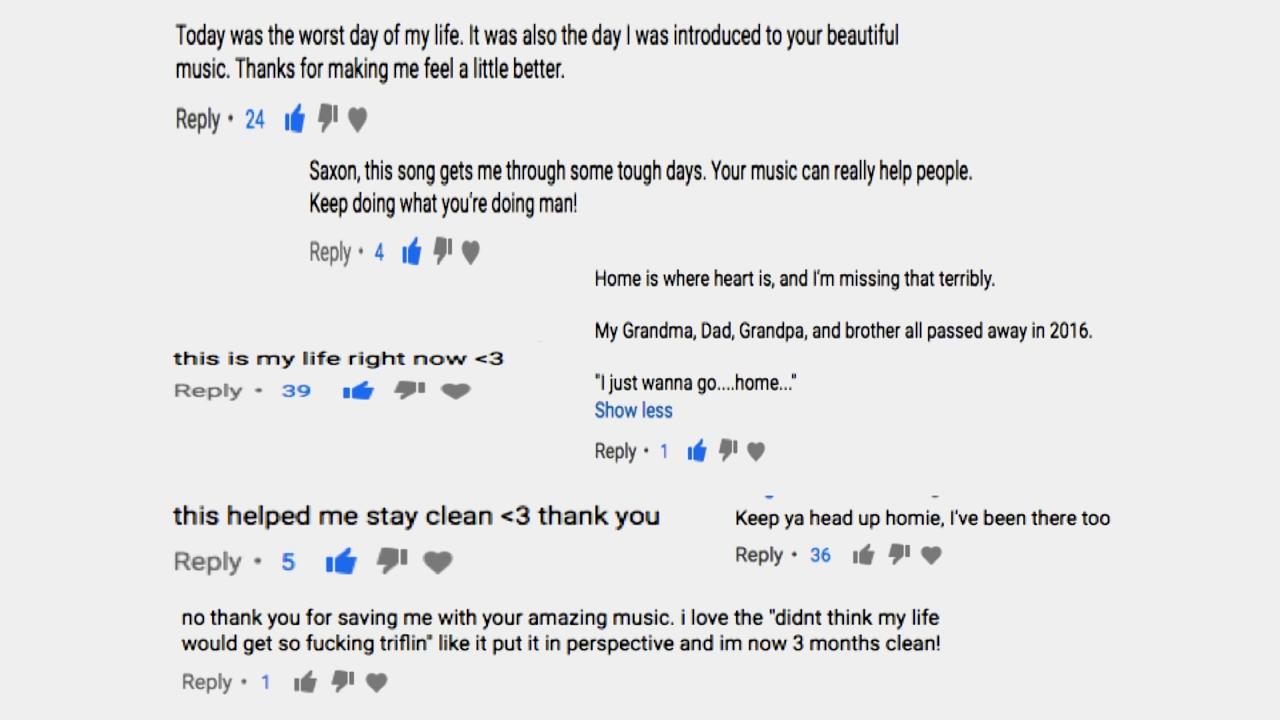 Today was the worst day of my life. It was also the day I was introduced to your beautiful
music. Thanks for making me feel a little better.
Reply • 24
Saxon, this song gets me through some tough days. Your music can really help people.
Keep doing what you're doing man!
Reply • 4
Home is where heart is, and I'm missing that terribly.
My Grandma, Dad, Grandpa, and brother all passed away in 2016.
"I just wanna go....home..."
Show less
Reply • 1
this is my life right now <3
Reply • 39
this helped me stay clean <3 thank you
Reply • 5
Keep ya head up homie, I've been there too
Reply • 36
no thank you for saving me with your amazing music. i love the "didnt think my life
would get so fucking triflin" like it put it in perspective and im now 3 months clean!
Reply • 1